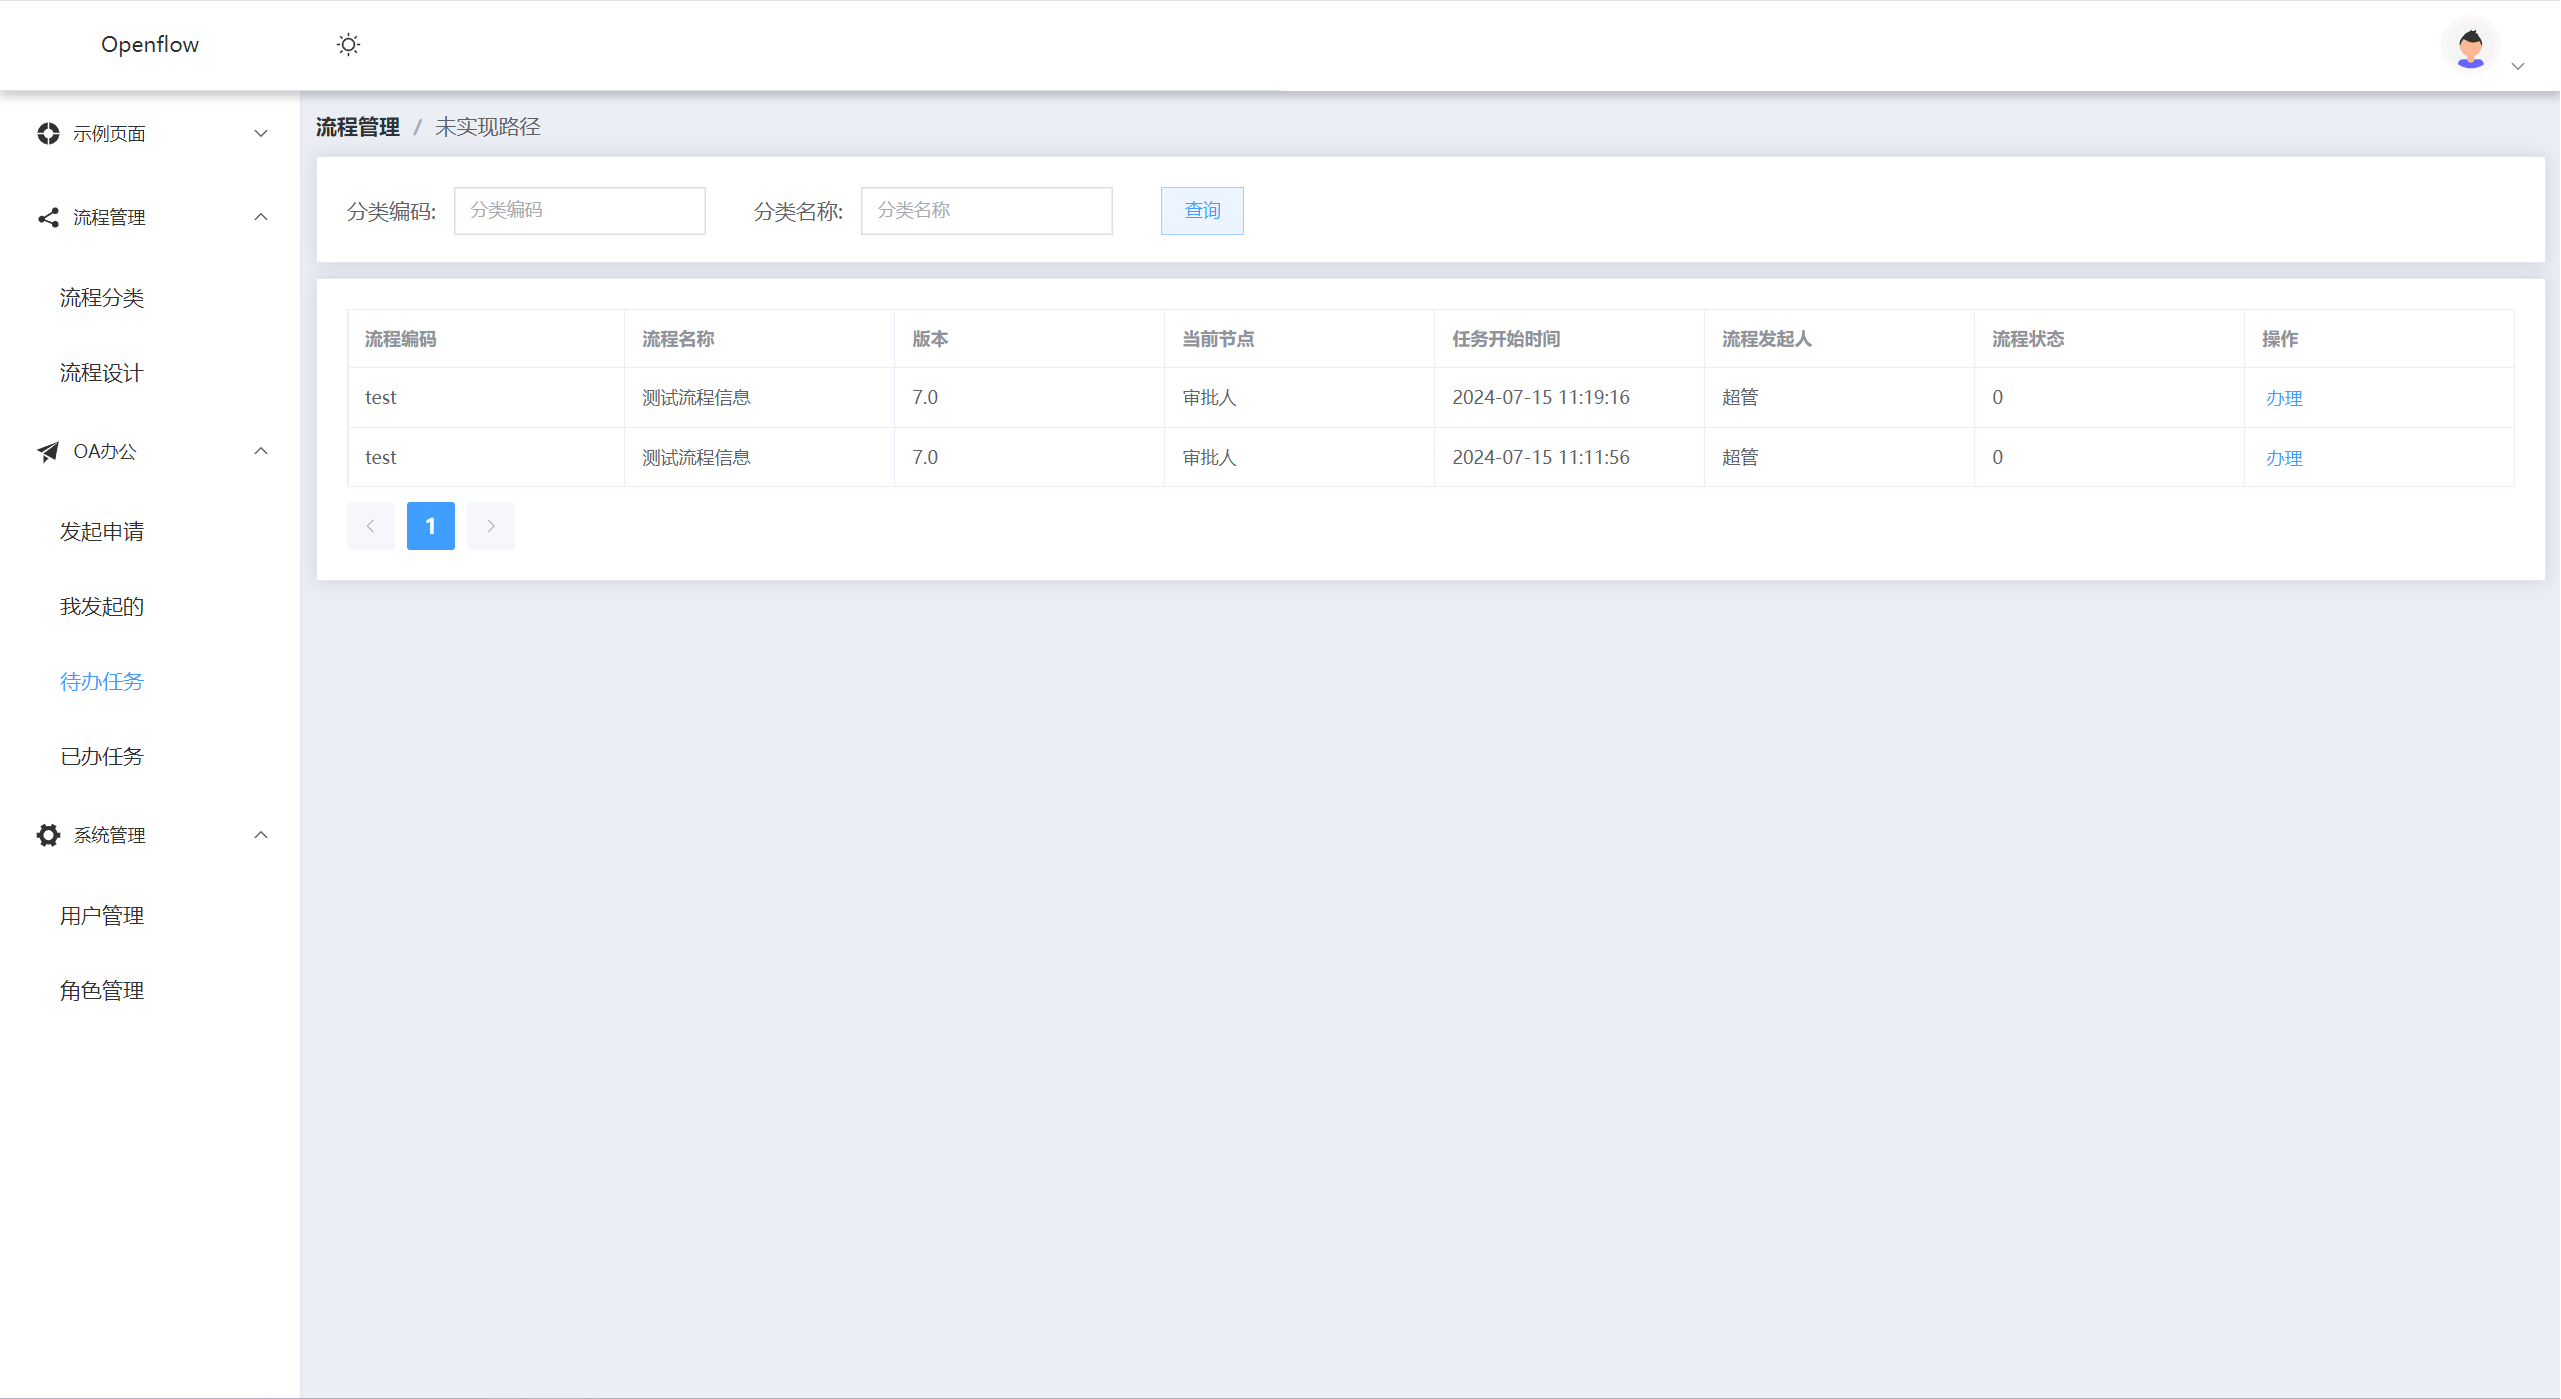 Openflow
示例页面
流程管理
流程分类
流程设计
OA办公
发起申请
我发起的
待办任务
已办任务
系统管理
用户管理
角色管理
流程管理 / 未实现路径
分类编码: 分类编码 分类名称: 分类名称 查询
流程编码 流程名称 版本 当前节点 任务开始时间 流程发起人 流程状态 操作
test 测试流程信息 7.0 审批人 2024-07-15 11:19:16 超管 0 办理
test 测试流程信息 7.0 审批人 2024-07-15 11:11:56 超管 0 办理
1